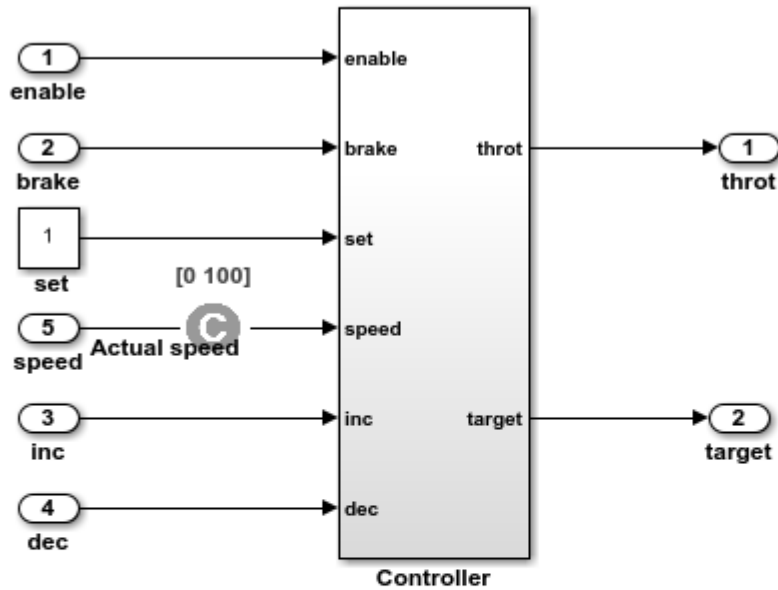 1
enable
enable
2
brake
brake
throt
1
throt
1
set
set
[0 100]
5
speed
C
Actual speed
speed
3
inc
inc
target
2
target
4
dec
dec
Controller